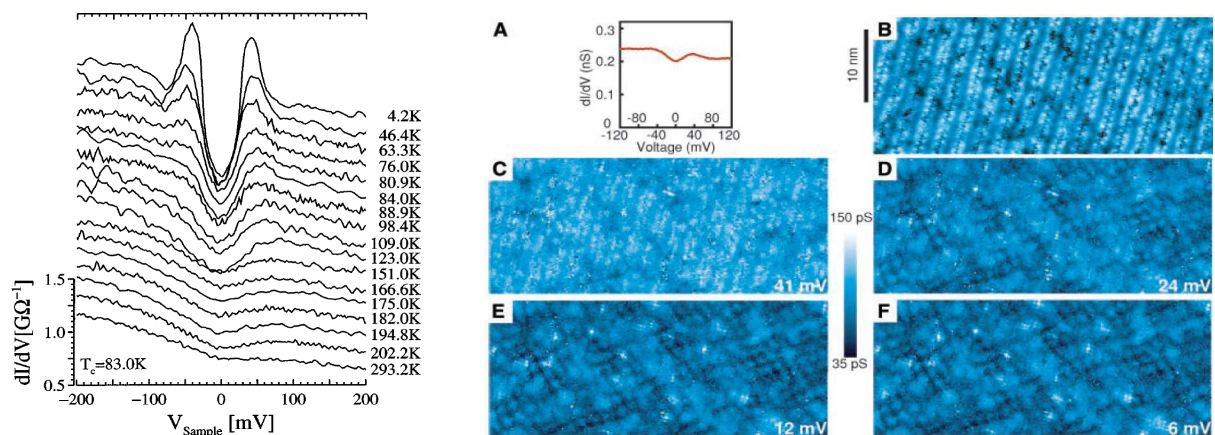 4.2K
46.4K
63.3K
76.0K
80.9K
84.0K
88.9K
98.4K
109.0K
123.0K
151.0K
166.6K
175.0K
182.0K
194.8K
202.2K
293.2K
1.5
1.0
0.5
dI/dV [GΩ⁻¹]
T_c=83.0K
−200 −100 0 100 200
V_Sample [mV]
A
0.3
0.2
0.1
0
dI/dV (nS)
-120 -80 -40 0 40 80 120
Voltage (mV)
B
10 nm
C
41 mV
150 pS
35 pS
D
24 mV
E
12 mV
F
6 mV